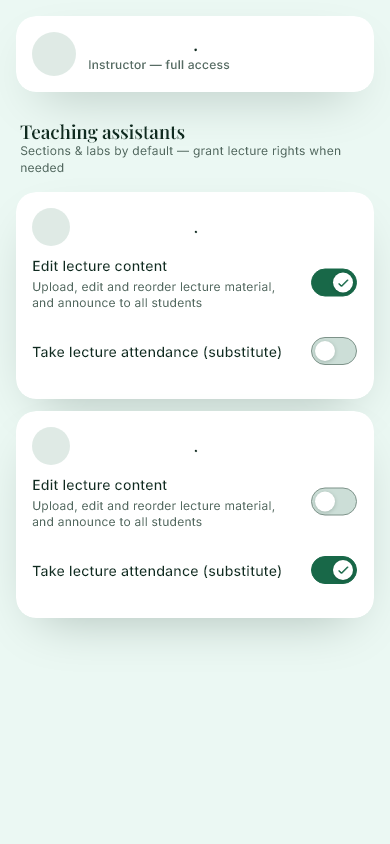 .
Instructor — full access
Teaching assistants
Sections & labs by default — grant lecture rights when
needed
.
Edit lecture content
Upload, edit and reorder lecture material,
and announce to all students
Take lecture attendance (substitute)
.
Edit lecture content
Upload, edit and reorder lecture material,
and announce to all students
Take lecture attendance (substitute)